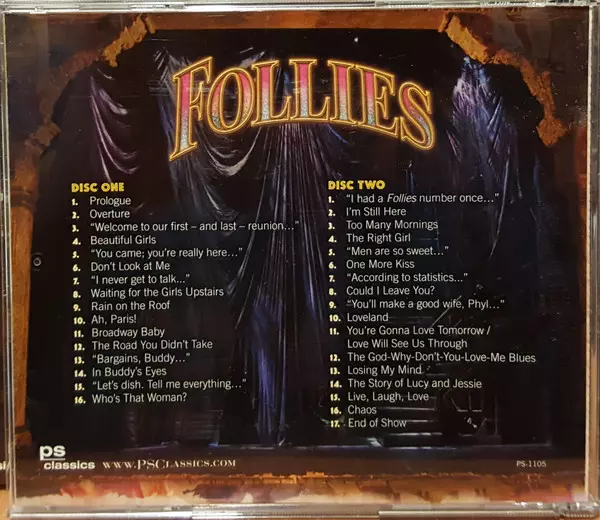 FOLLIES
DISC ONE
1. Prologue
2. Overture
3. “Welcome to our first – and last – reunion...”
4. Beautiful Girls
5. “You came; you're really here...”
6. Don't Look at Me
7. “I never get to talk...”
8. Waiting for the Girls Upstairs
9. Rain on the Roof
10. Ah, Paris!
11. Broadway Baby
12. The Road You Didn't Take
13. “Bargains, Buddy...”
14. In Buddy's Eyes
15. “Let's dish. Tell me everything...”
16. Who's That Woman?
DISC TWO
1. “I had a Follies number once...”
2. I'm Still Here
3. Too Many Mornings
4. The Right Girl
5. “Men are so sweet...”
6. One More Kiss
7. “According to statistics...”
8. Could I Leave You?
9. “You'll make a good wife, Phyl...”
10. Loveland
11. You're Gonna Love Tomorrow /
Love Will See Us Through
12. The God-Why-Don't-You-Love-Me Blues
13. Losing My Mind
14. The Story of Lucy and Jessie
15. Live, Laugh, Love
16. Chaos
17. End of Show
ps
classics www.PSClassics.com
PS-1105